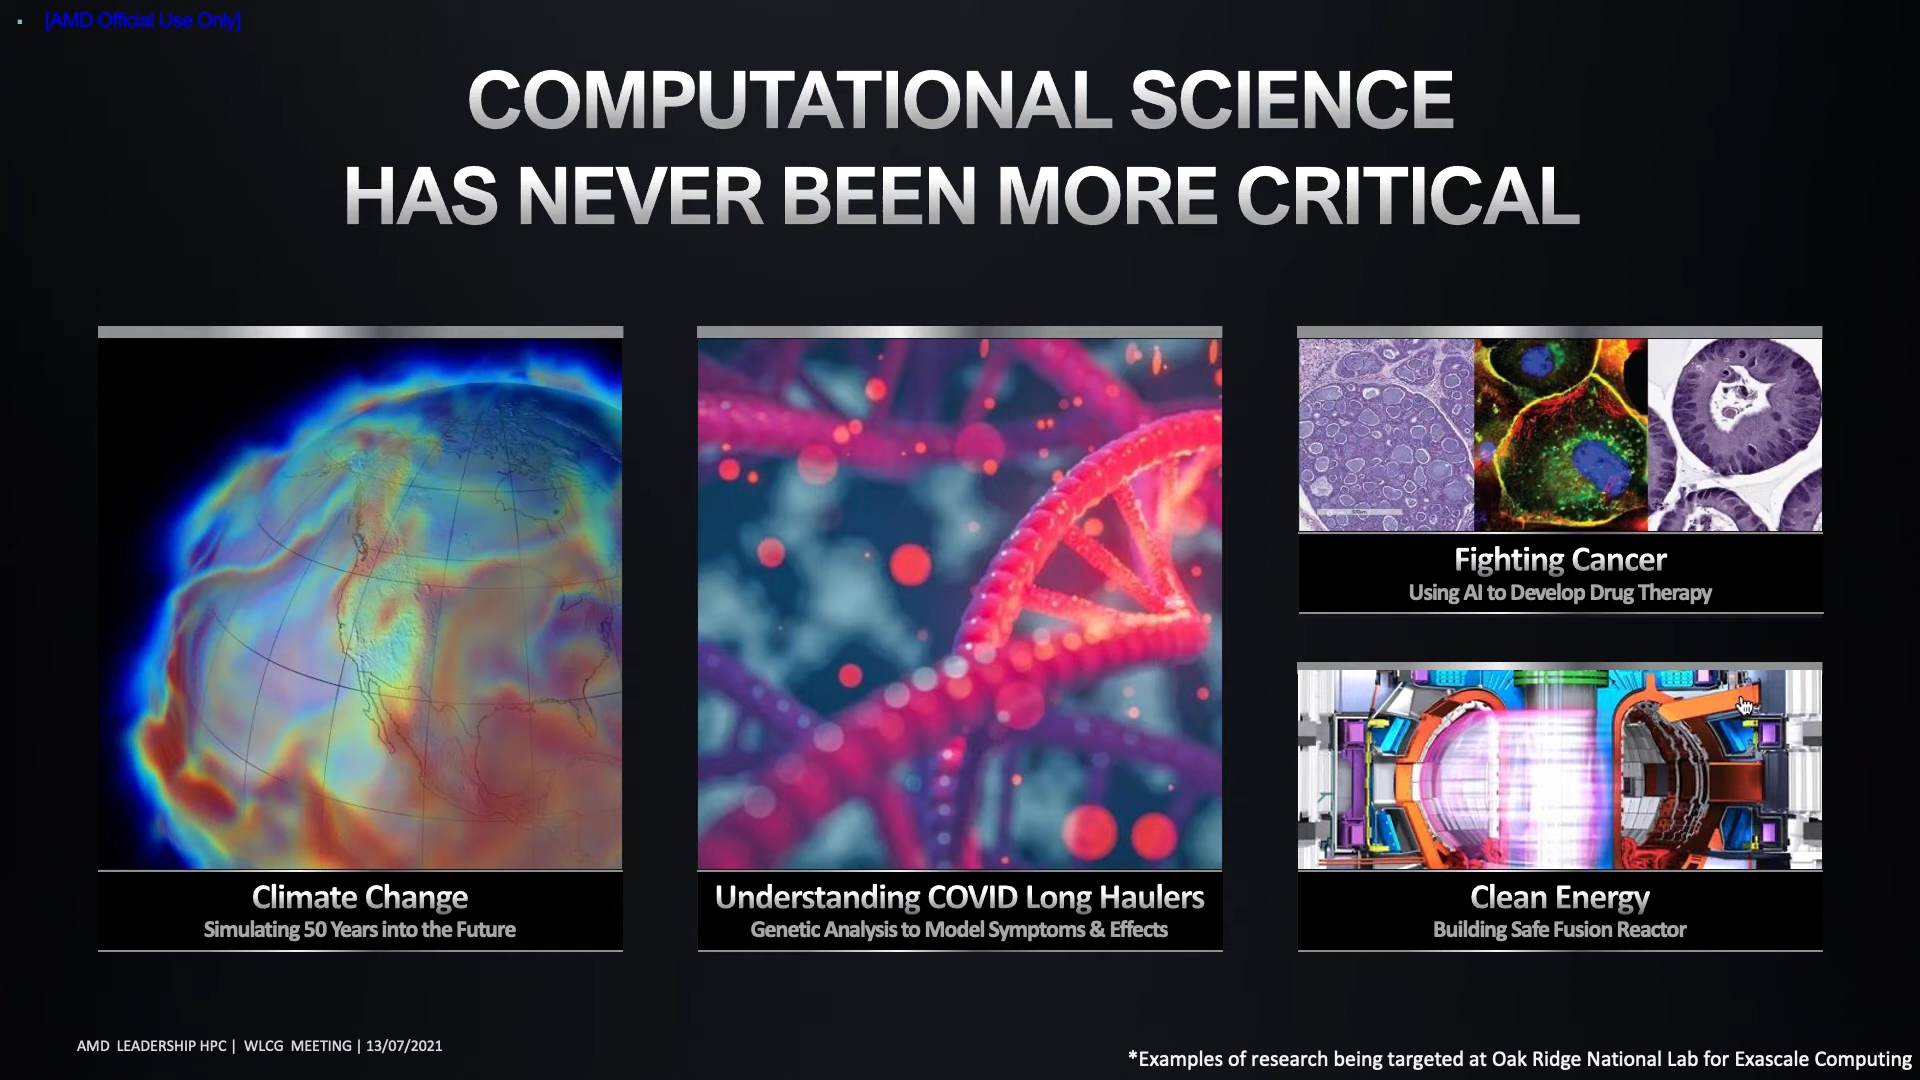 [AMD Official Use Only]
COMPUTATIONAL SCIENCE
HAS NEVER BEEN MORE CRITICAL
Climate Change
Simulating 50 Years into the Future
Understanding COVID Long Haulers
Genetic Analysis to Model Symptoms & Effects
Fighting Cancer
Using AI to Develop Drug Therapy
Clean Energy
Building Safe Fusion Reactor
AMD LEADERSHIP HPC | WLCG MEETING | 13/07/2021
*Examples of research being targeted at Oak Ridge National Lab for Exascale Computing